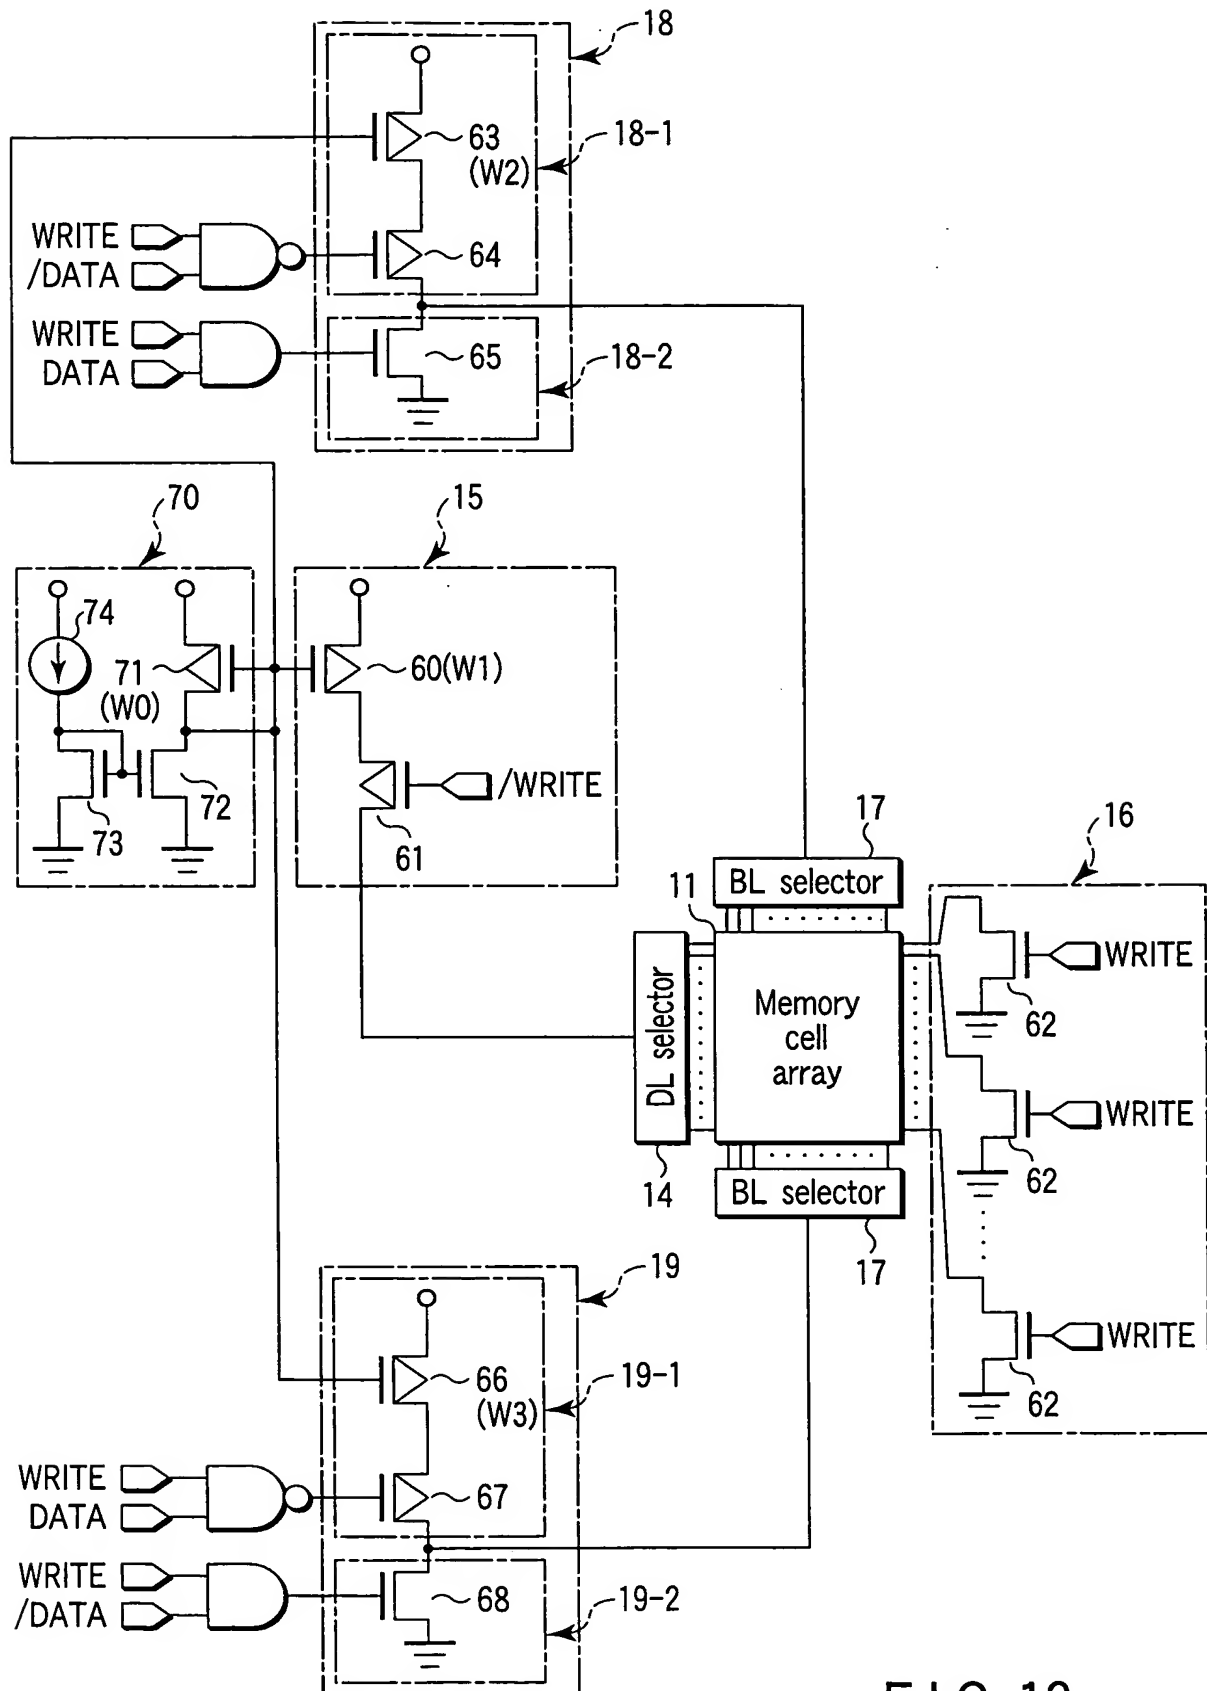 18
63
(W2)
18-1
WRITE
/DATA
64
WRITE
DATA
65
18-2
70
15
74
71
(W0)
60(W1)
72
/WRITE
73
61
17
16
BL selector
11
WRITE
DL selector
Memory
cell
array
62
WRITE
62
14
BL selector
17
WRITE
62
19
66
(W3)
19-1
WRITE
DATA
67
WRITE
/DATA
68
19-2